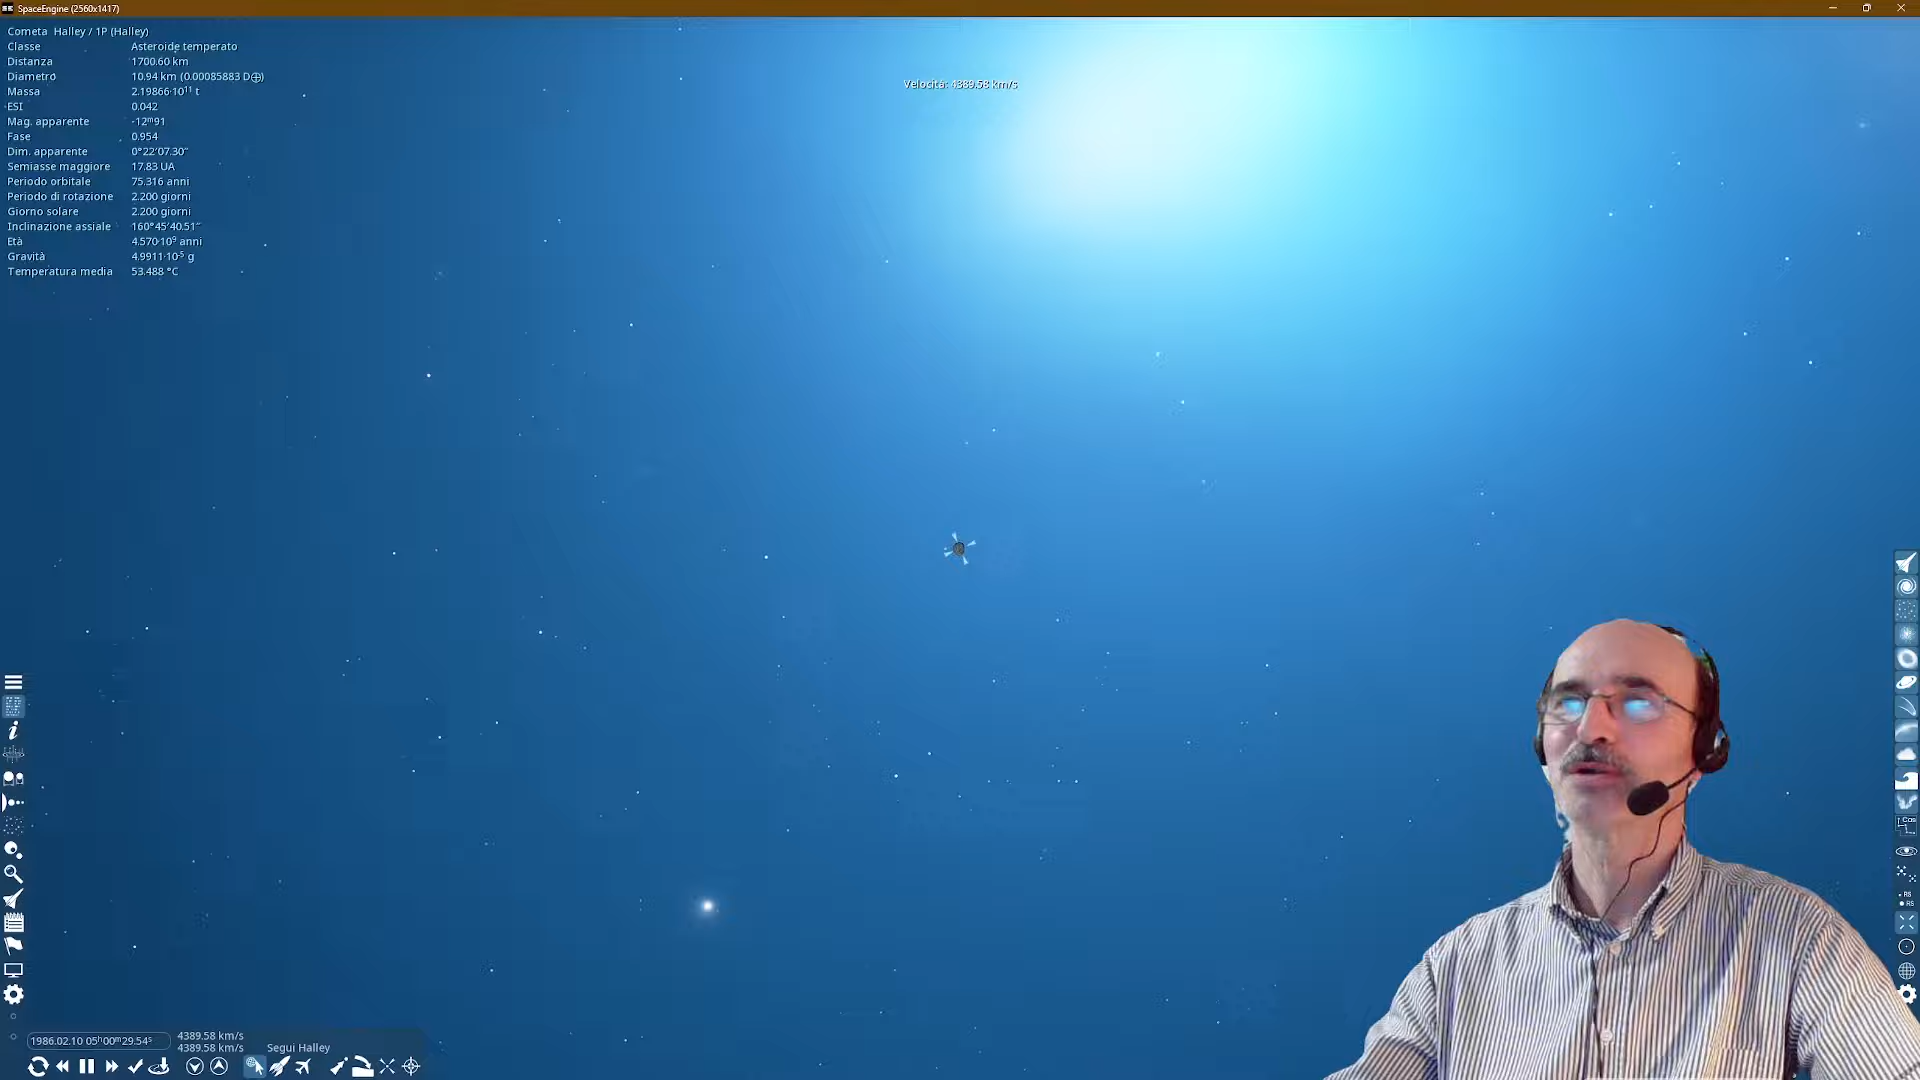 SpaceEngine (2560x1417)
Cometa Halley / 1P (Halley)
Classe Asteroide temperato
Distanza 1700.60 km
Diametro 10.94 km (0.00085883 D⊕)
Massa 2.19866·10¹¹ t
ESI 0.042
Mag. apparente -12ᵐ91
Fase 0.954
Dim. apparente 0°22′07.30″
Semiasse maggiore 17.83 UA
Periodo orbitale 75.316 anni
Periodo di rotazione 2.200 giorni
Giorno solare 2.200 giorni
Inclinazione assiale 160°45′40.51″
Età 4.570·10⁹ anni
Gravità 4.9911·10⁻⁵ g
Temperatura media 53.488 °C
Velocità: 4389.58 km/s
RS
RS
1986.02.10 05ʰ00ᵐ29.54ˢ
4389.58 km/s
4389.58 km/s
Segui Halley